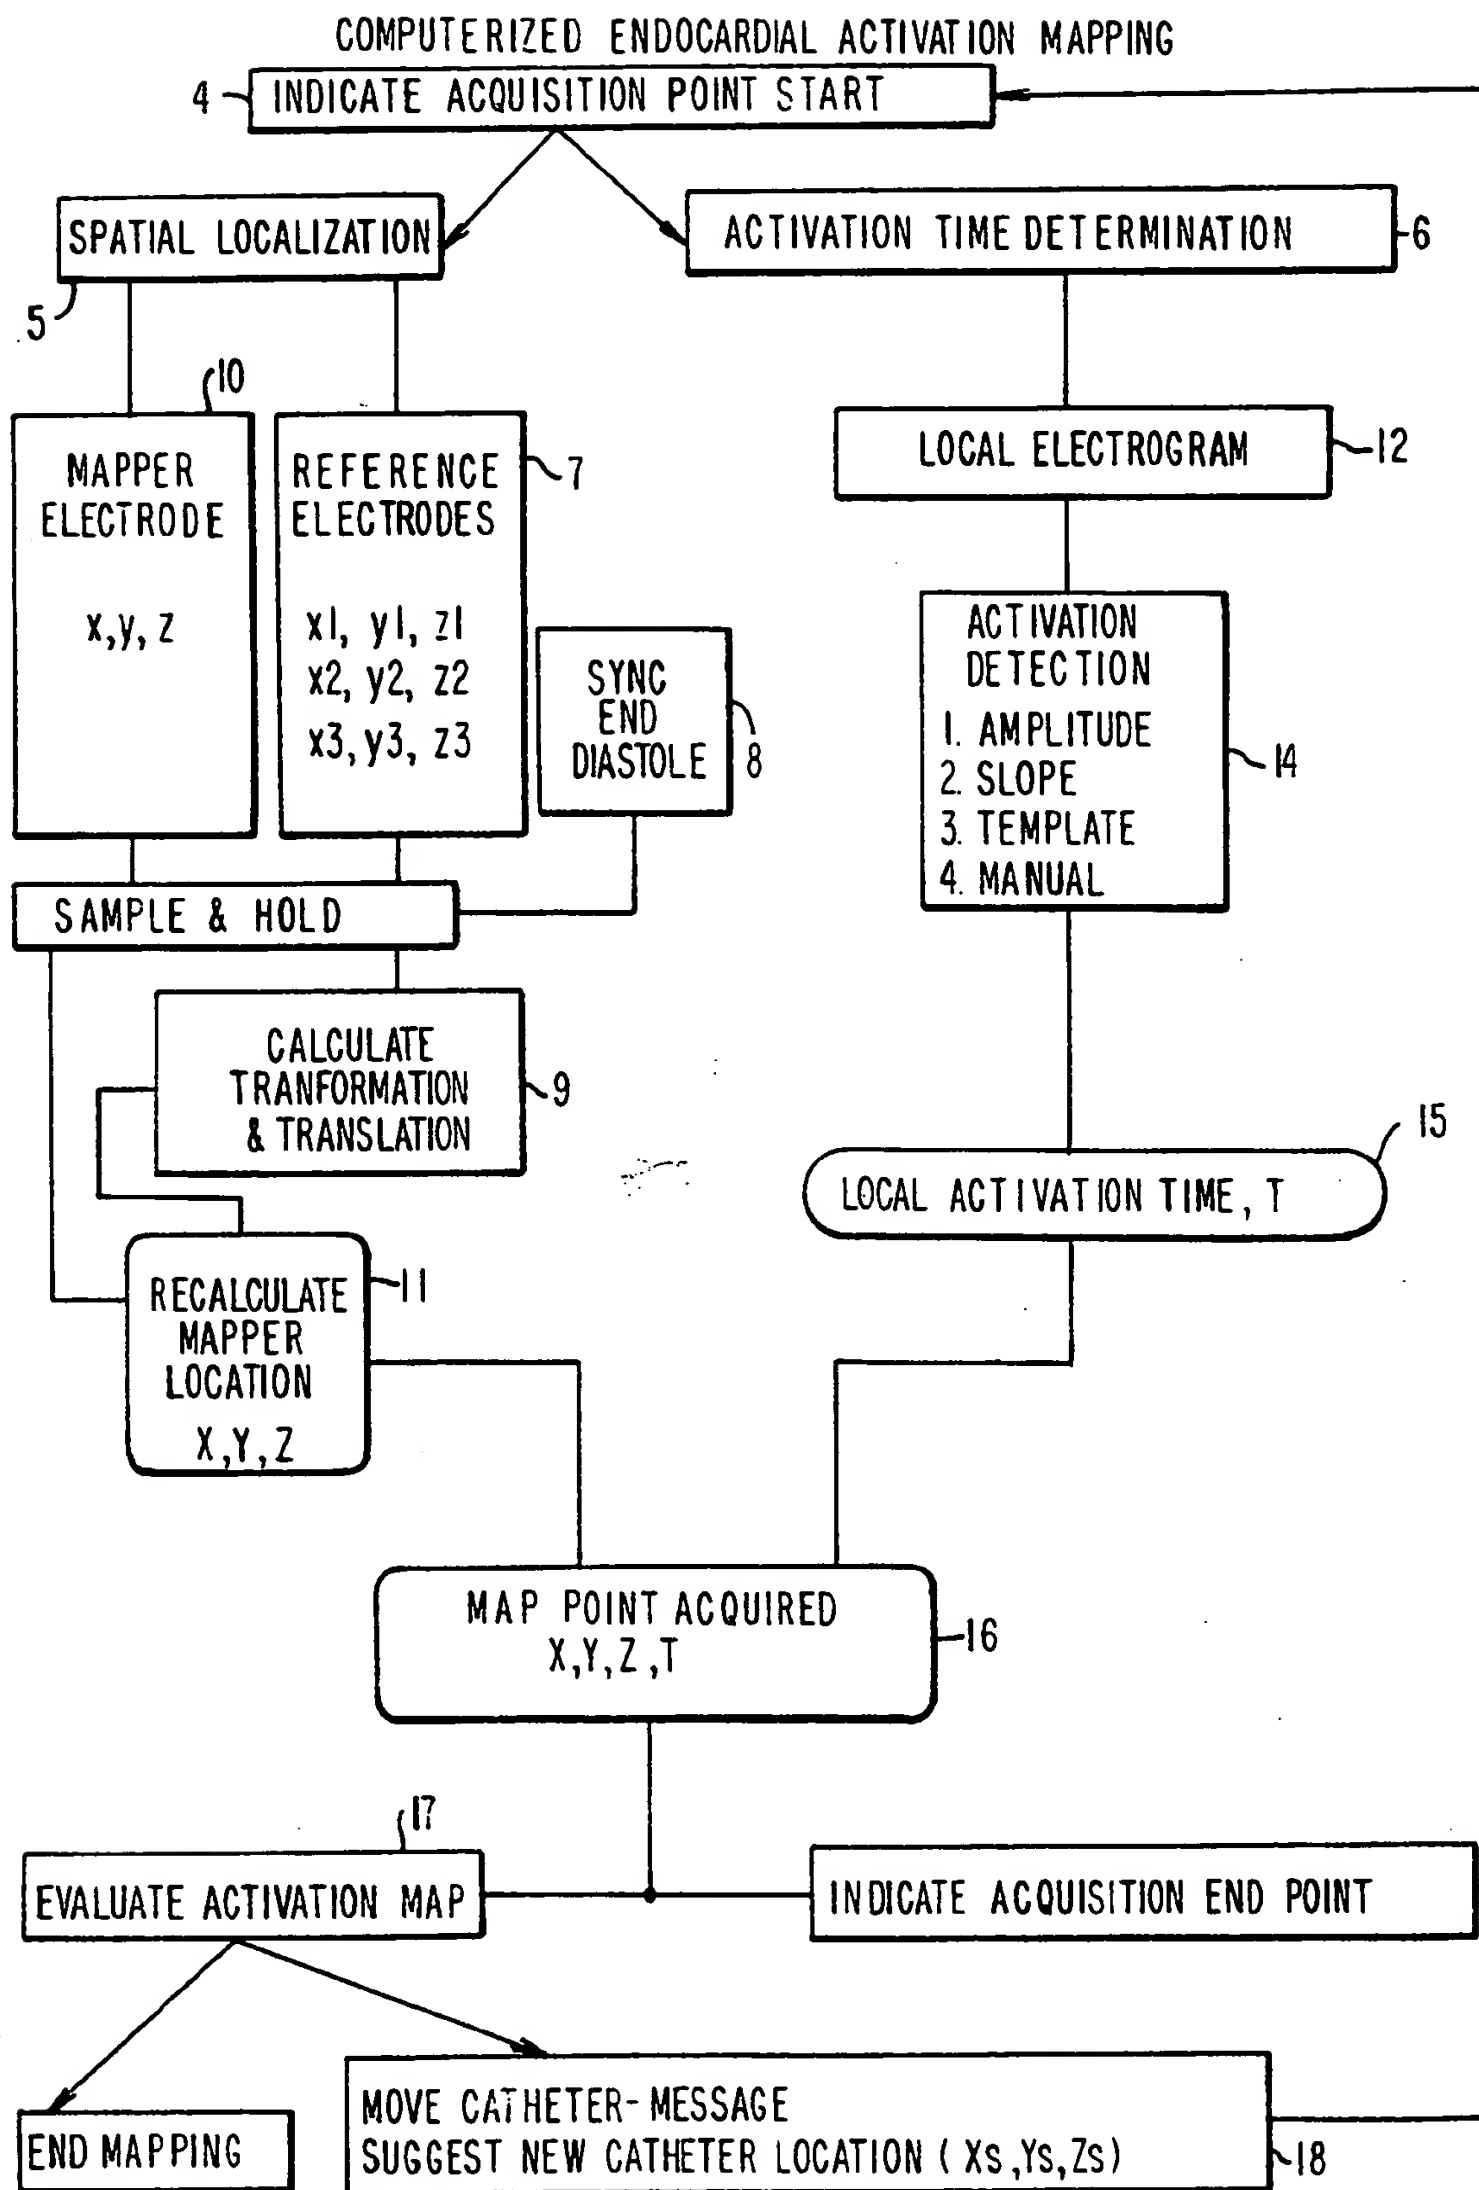 COMPUTERIZED ENDOCARDIAL ACTIVATION MAPPING
4
INDICATE ACQUISITION POINT START
SPATIAL LOCALIZATION
5
ACTIVATION TIME DETERMINATION
6
10
MAPPER
ELECTRODE
x,y, z
REFERENCE
ELECTRODES
7
x1, y1, z1
x2, y2, z2
x3, y3, z3
SYNC
END
DIASTOLE
8
LOCAL ELECTROGRAM
12
ACTIVATION
DETECTION
1. AMPLITUDE
2. SLOPE
3. TEMPLATE
4. MANUAL
14
SAMPLE & HOLD
CALCULATE
TRANFORMATION
& TRANSLATION
9
15
LOCAL ACTIVATION TIME, T
RECALCULATE
MAPPER
LOCATION
X,Y,Z
11
MAP POINT ACQUIRED
X,Y,Z,T
16
17
EVALUATE ACTIVATION MAP
INDICATE ACQUISITION END POINT
END MAPPING
MOVE CATHETER-MESSAGE
SUGGEST NEW CATHETER LOCATION (Xs,Ys,Zs)
18